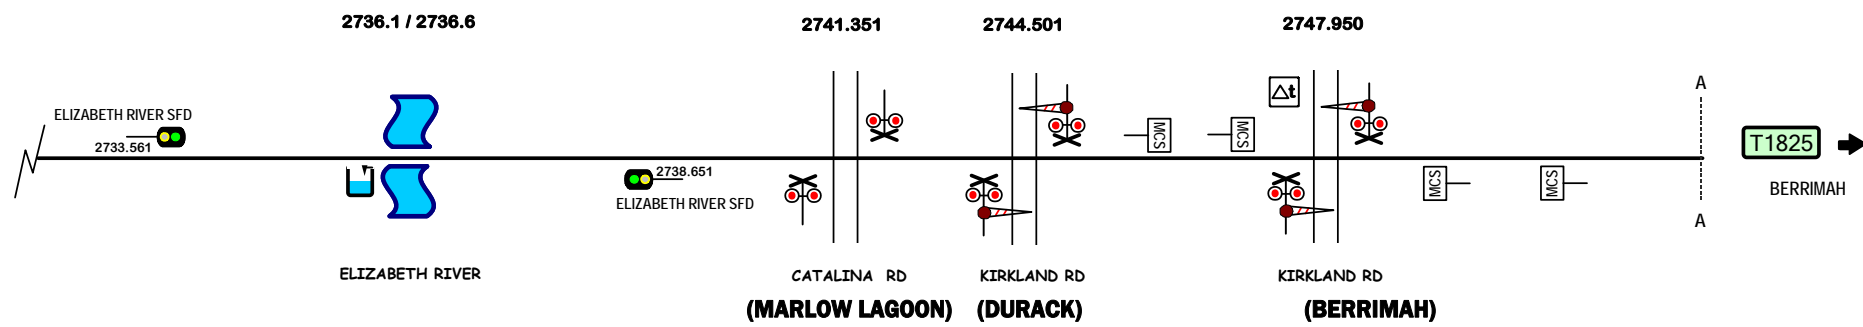 2736.1 / 2736.6
2741.351
2744.501
2747.950
ELIZABETH RIVER SFD
2733.561
Δt
MCS
MCS
A
T1825
BERRIMAH
2738.651
ELIZABETH RIVER SFD
MCS
MCS
A
ELIZABETH RIVER
CATALINA RD
KIRKLAND RD
KIRKLAND RD
(MARLOW LAGOON)
(DURACK)
(BERRIMAH)